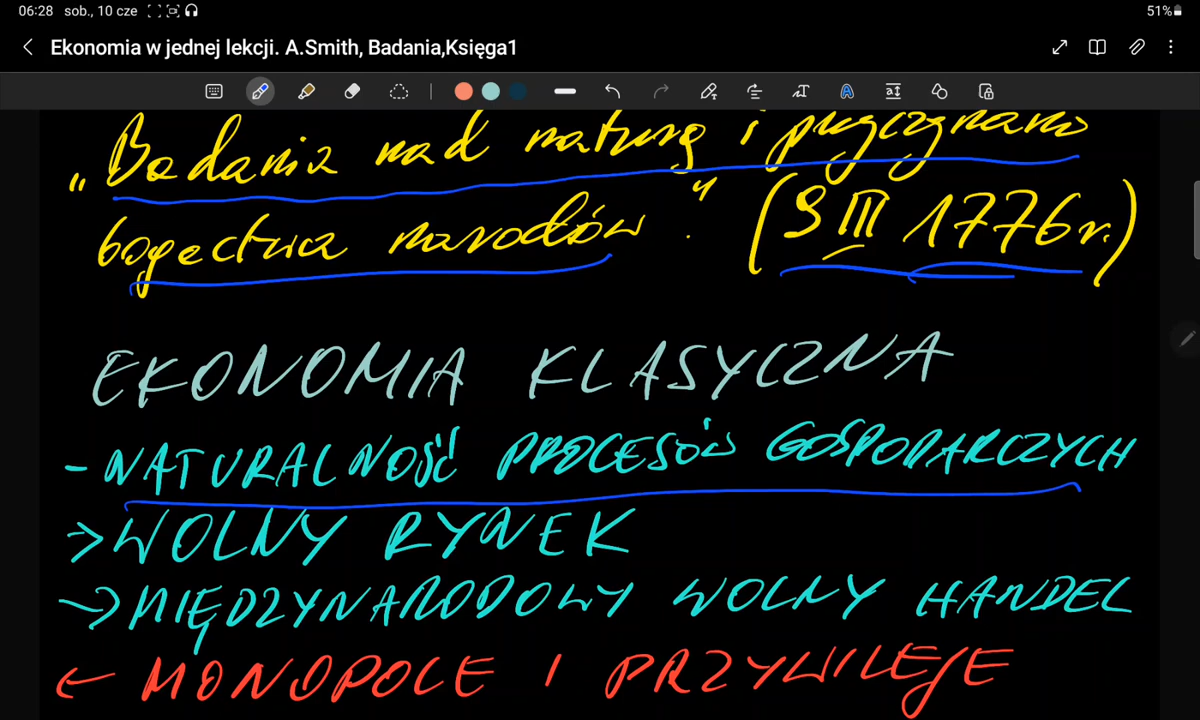 06:28 sob., 10 cze 51%
Ekonomia w jednej lekcji. A.Smith, Badania,Księga1
„Badania nad naturą i przyczynami
bogactwa narodów." (9 III 1776 r.)
EKONOMIA KLASYCZNA
- NATURALNOŚĆ PROCESÓW GOSPODARCZYCH
→ WOLNY RYNEK
→ MIĘDZYNARODOWY WOLNY HANDEL
← MONOPOLE I PRZYWILEJE